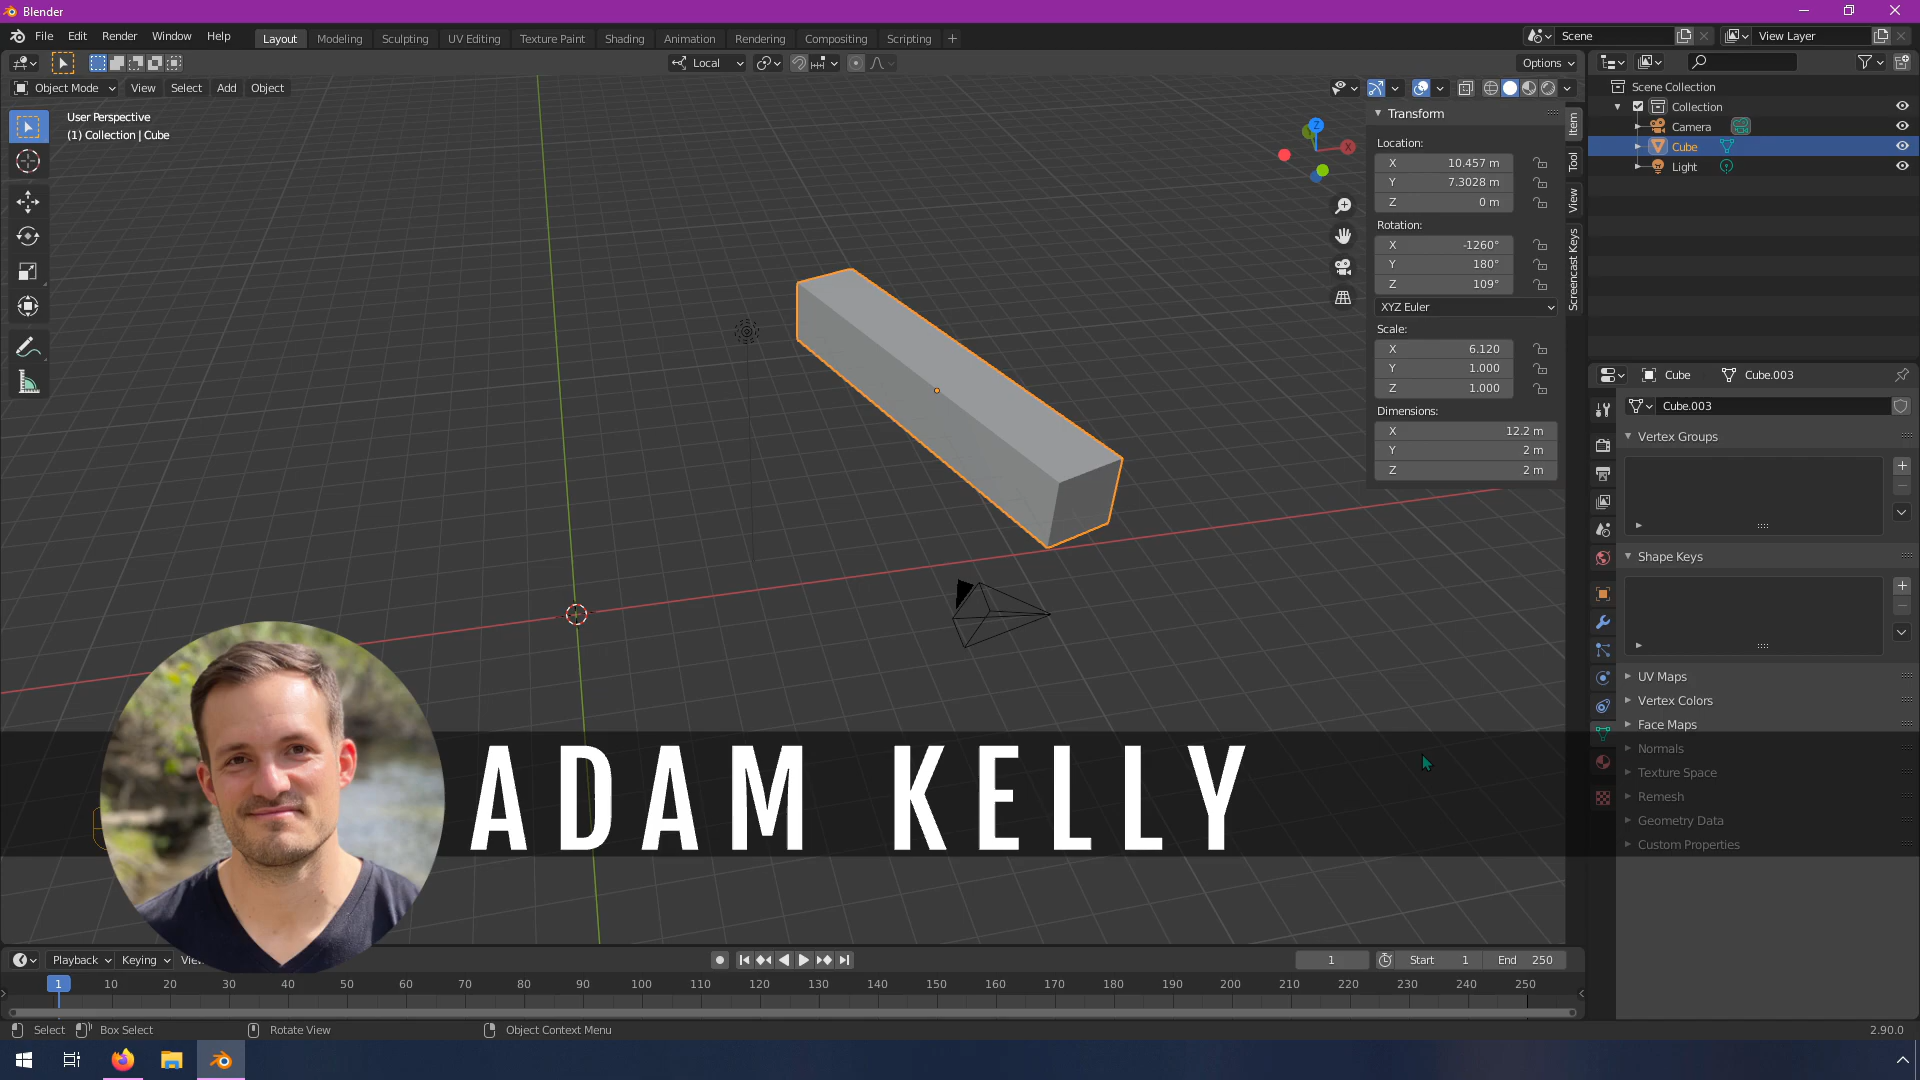 Blender
File Edit Render Window Help
Layout Modeling Sculpting UV Editing Texture Paint Shading Animation Rendering Compositing Scripting +
Scene
View Layer
Local
Options
Object Mode View Select Add Object
User Perspective
(1) Collection | Cube
Z
X
Transform
Location:
X 10.457 m
Y 7.3028 m
Z 0 m
Rotation:
X -1260°
Y 180°
Z 109°
XYZ Euler
Scale:
X 6.120
Y 1.000
Z 1.000
Dimensions:
X 12.2 m
Y 2 m
Z 2 m
Item
Tool
View
Screencast Keys
Scene Collection
Collection
Camera
Cube
Light
Cube Cube.003
Cube.003
Vertex Groups
Shape Keys
UV Maps
Vertex Colors
Face Maps
Normals
Texture Space
Remesh
Geometry Data
Custom Properties
ADAM KELLY
Playback Keying
1 Start 1 End 250
1 10 20 30 40 50 60 70 80 90 100 110 120 130 140 150 160 170 180 190 200 210 220 230 240 250
Select Box Select Rotate View Object Context Menu 2.90.0